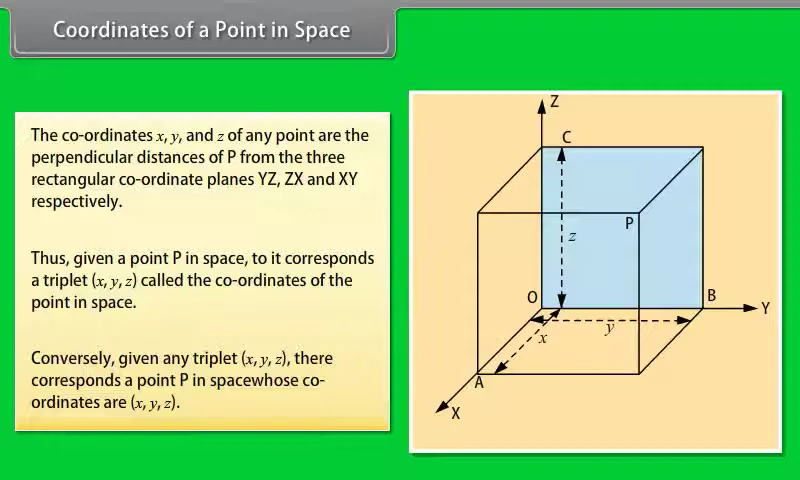 Coordinates of a Point in Space
The co-ordinates x, y, and z of any point are the
perpendicular distances of P from the three
rectangular co-ordinate planes YZ, ZX and XY
respectively.
Thus, given a point P in space, to it corresponds
a triplet (x, y, z) called the co-ordinates of the
point in space.
Conversely, given any triplet (x, y, z), there
corresponds a point P in spacewhose co-
ordinates are (x, y, z).
Z
C
P
z
O
B
Y
y
x
A
X